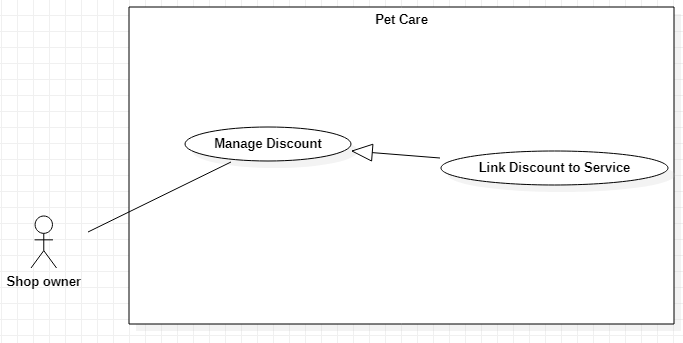 Pet Care
Manage Discount
Link Discount to Service
Shop owner